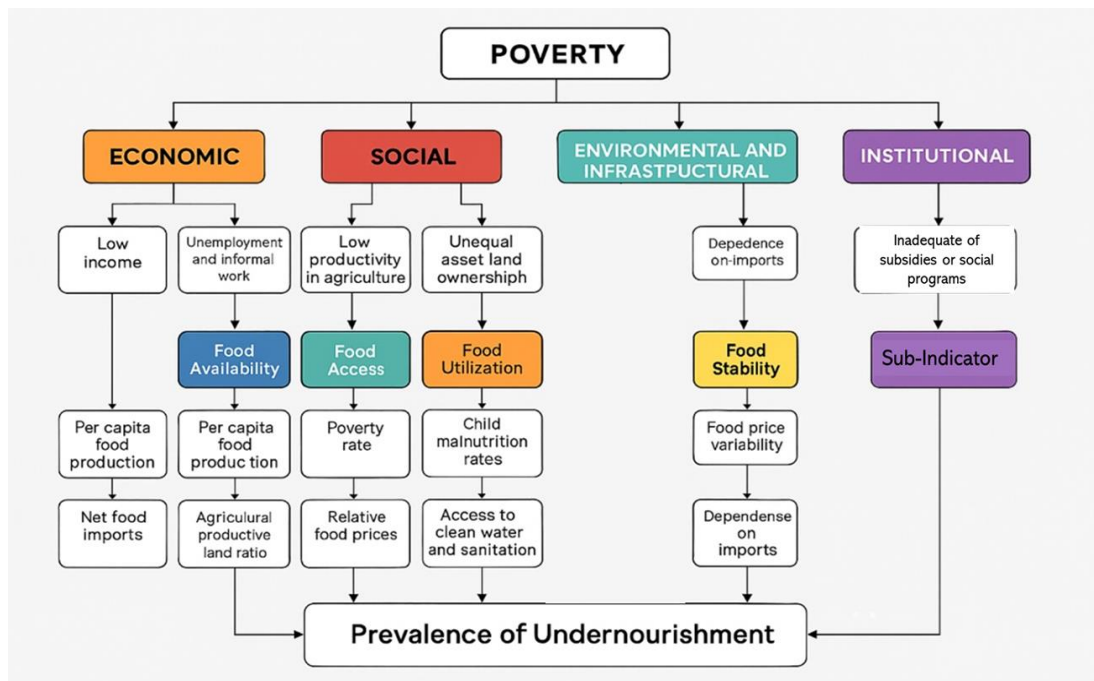 POVERTY
ECONOMIC
SOCIAL
ENVIRONMENTAL AND
INFRASTPUCTURAL
INSTITUTIONAL
Low
income
Unemployment
and informal
work
Low
productivity
in agriculture
Unequal
asset land
ownershiph
Depedence
on-imports
Inadequate of
subsidies or social
programs
Food
Availability
Food
Access
Food
Utilization
Food
Stability
Sub-Indicator
Per capita
food
production
Per capita
food
produc tion
Poverty
rate
Child
malnutrition
rates
Food price
variability
Net food
imports
Agriculural
productive
land ratio
Relative
food prices
Access to
clean water
and sanitation
Dependense
on
imports
Prevalence of Undernourishment